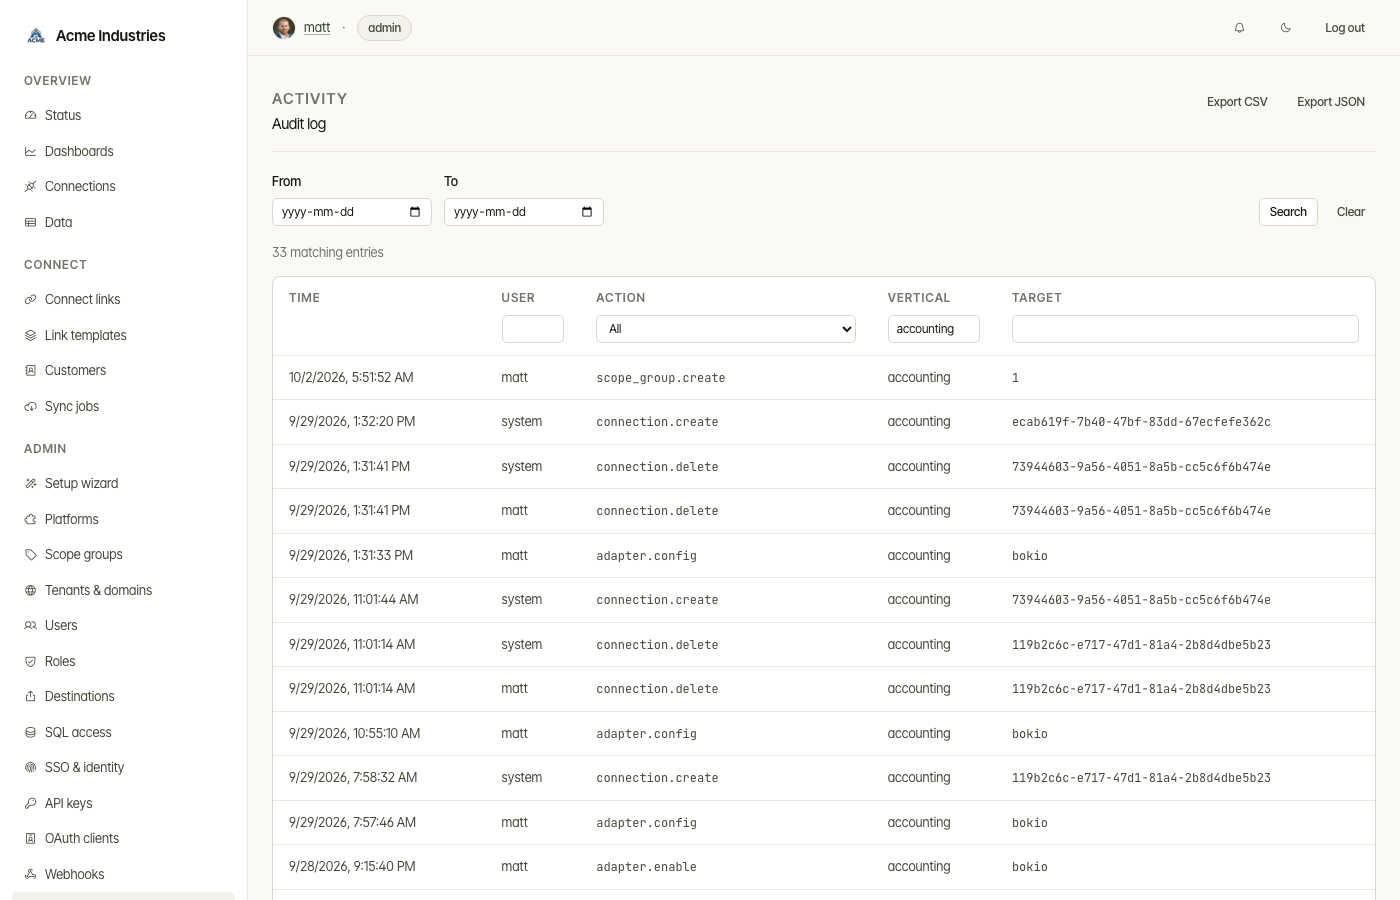 ACME
Acme Industries
OVERVIEW
Status
Dashboards
Connections
Data
CONNECT
Connect links
Link templates
Customers
Sync jobs
ADMIN
Setup wizard
Platforms
Scope groups
Tenants & domains
Users
Roles
Destinations
SQL access
SSO & identity
API keys
OAuth clients
Webhooks
matt · admin
Log out
ACTIVITY
Audit log
Export CSV Export JSON
From To
yyyy-mm-dd yyyy-mm-dd
Search Clear
33 matching entries
TIME USER ACTION VERTICAL TARGET
All accounting
10/2/2026, 5:51:52 AM matt scope_group.create accounting 1
9/29/2026, 1:32:20 PM system connection.create accounting ecab619f-7b40-47bf-83dd-67ecfefe362c
9/29/2026, 1:31:41 PM system connection.delete accounting 73944603-9a56-4051-8a5b-cc5c6f6b474e
9/29/2026, 1:31:41 PM matt connection.delete accounting 73944603-9a56-4051-8a5b-cc5c6f6b474e
9/29/2026, 1:31:33 PM matt adapter.config accounting bokio
9/29/2026, 11:01:44 AM system connection.create accounting 73944603-9a56-4051-8a5b-cc5c6f6b474e
9/29/2026, 11:01:14 AM system connection.delete accounting 119b2c6c-e717-47d1-81a4-2b8d4dbe5b23
9/29/2026, 11:01:14 AM matt connection.delete accounting 119b2c6c-e717-47d1-81a4-2b8d4dbe5b23
9/29/2026, 10:55:10 AM matt adapter.config accounting bokio
9/29/2026, 7:58:32 AM system connection.create accounting 119b2c6c-e717-47d1-81a4-2b8d4dbe5b23
9/29/2026, 7:57:46 AM matt adapter.config accounting bokio
9/28/2026, 9:15:40 PM matt adapter.enable accounting bokio